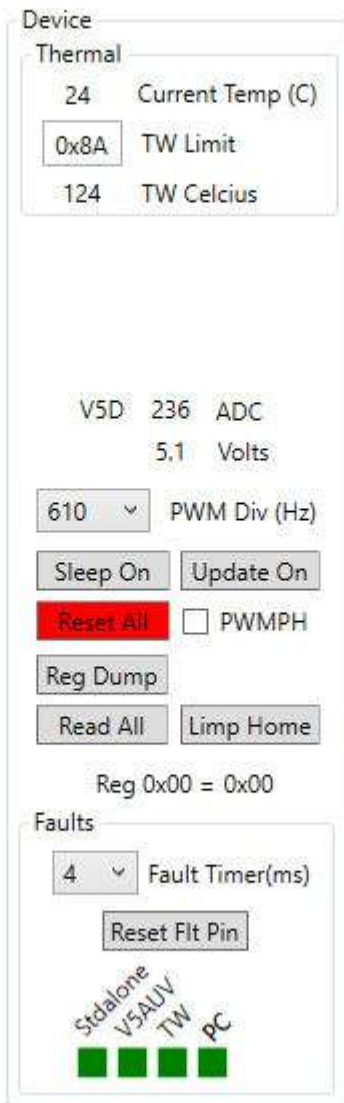 Device
Thermal
24 Current Temp (C)
0x8A TW Limit
124 TW Celcius
V5D 236 ADC
5.1 Volts
610 PWM Div (Hz)
Sleep On Update On
Reset All PWMPH
Reg Dump
Read All Limp Home
Reg 0x00 = 0x00
Faults
4 Fault Timer(ms)
Reset Flt Pin
Stdalone V5AUV TW PC